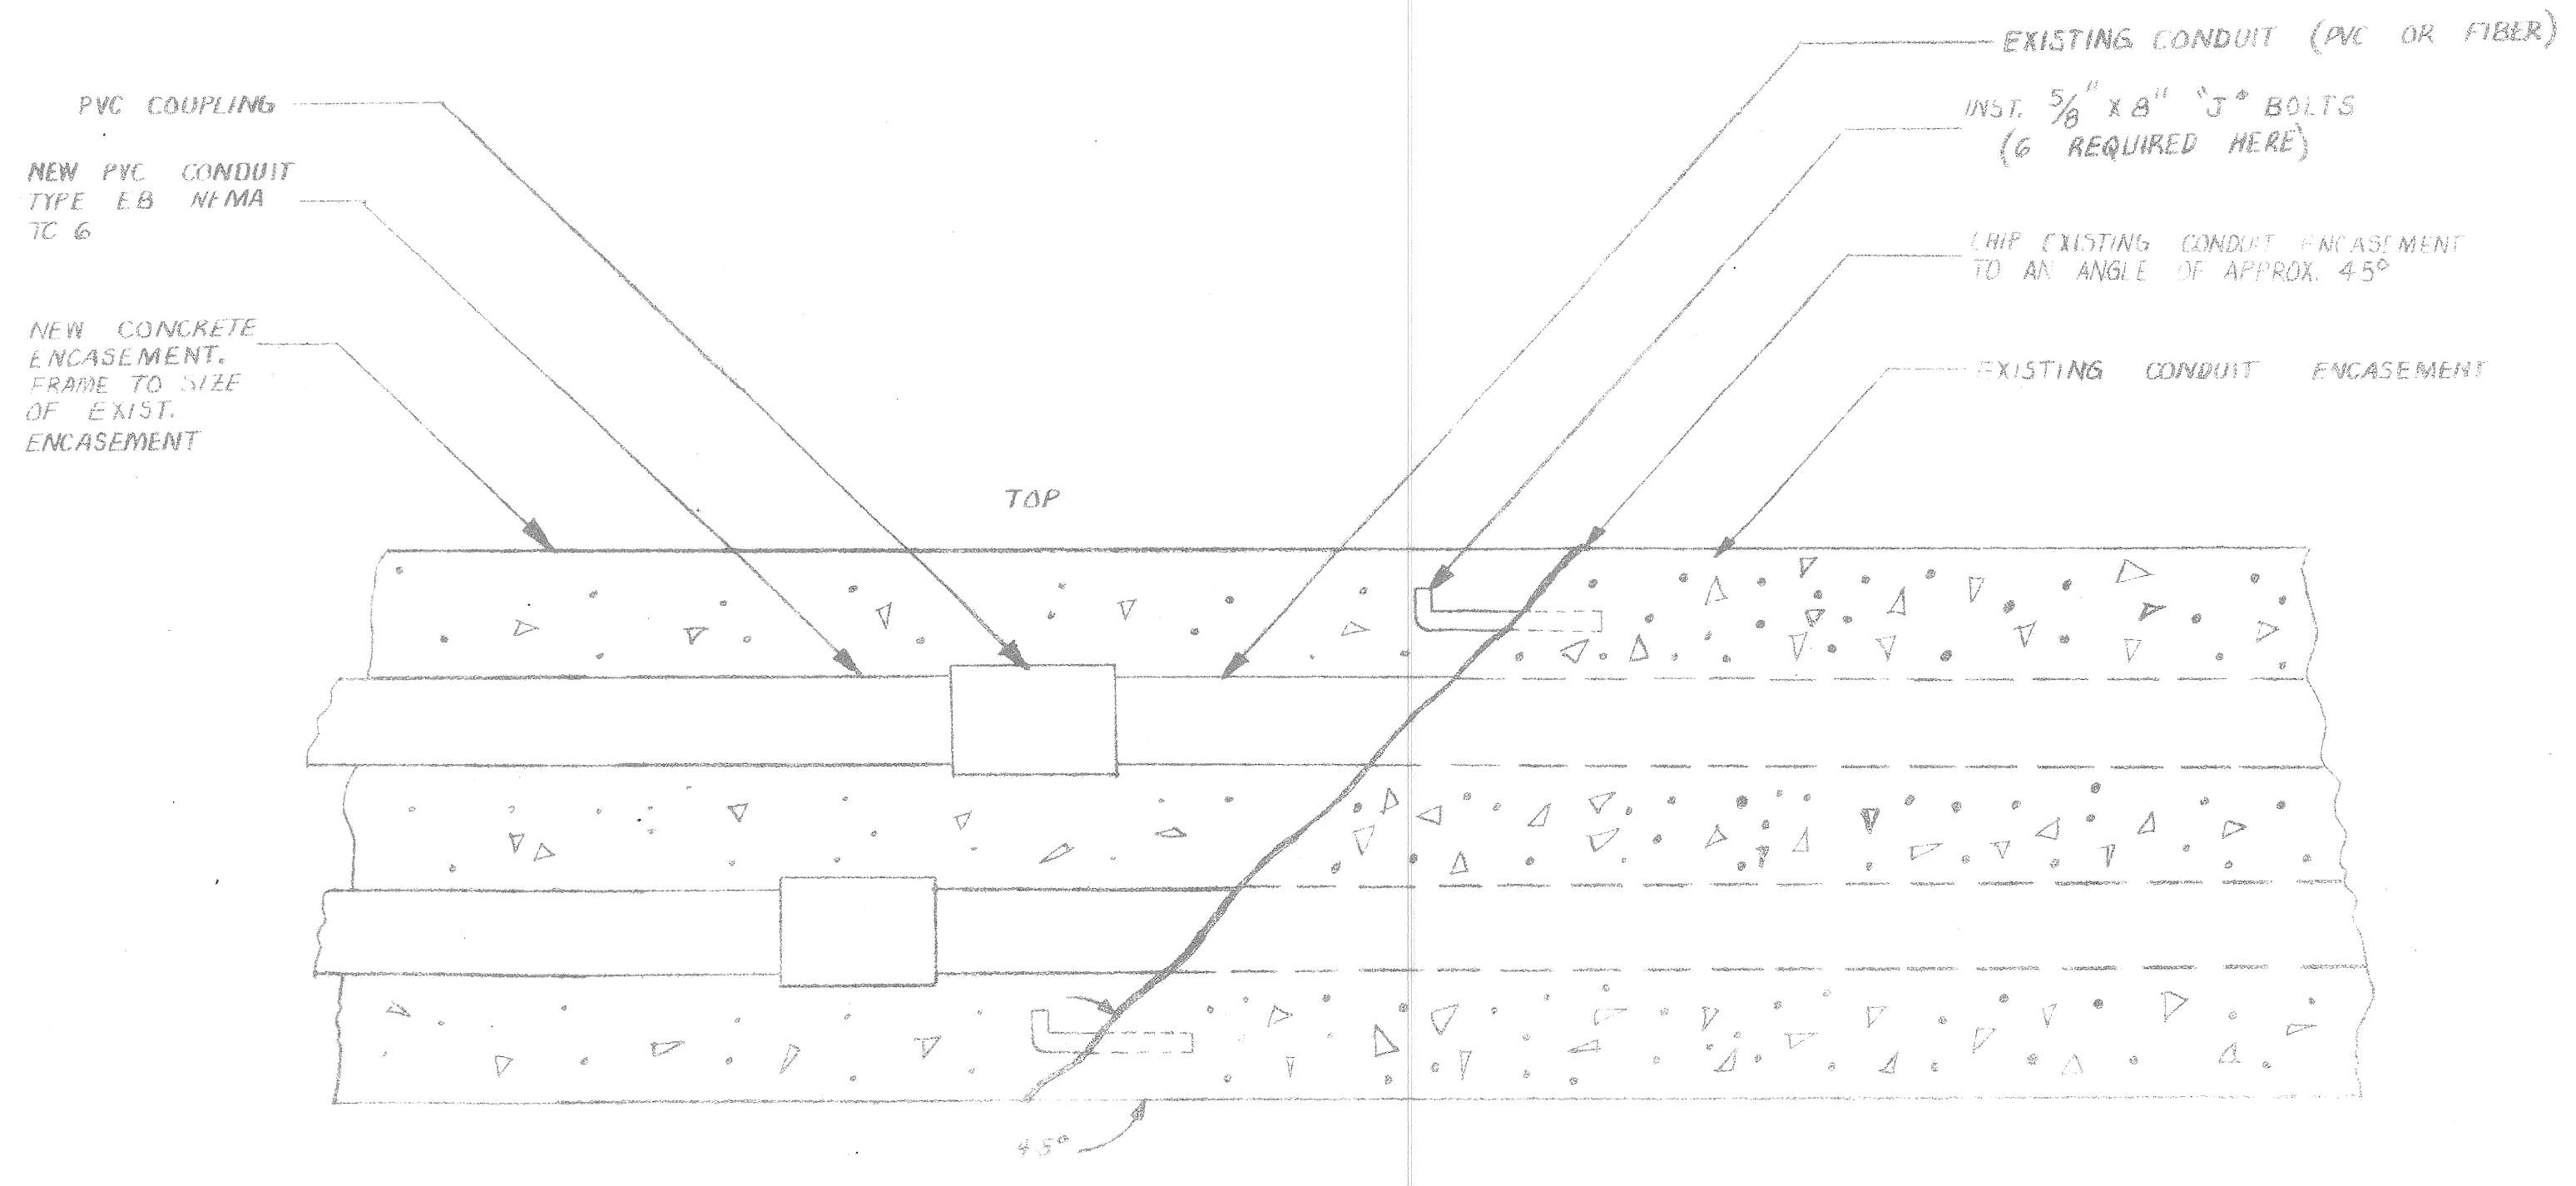 PVC COUPLING
NEW PVC CONDUIT
TYPE EB NEMA
TC 6
NEW CONCRETE
ENCASEMENT.
FRAME TO SIZE
OF EXIST.
ENCASEMENT
EXISTING CONDUIT (PVC OR FIBER)
INST. 5/8" X 8" "J" BOLTS
(6 REQUIRED HERE)
CHIP EXISTING CONDUIT ENCASEMENT
TO AN ANGLE OF APPROX. 45°
EXISTING CONDUIT ENCASEMENT
TOP
45°